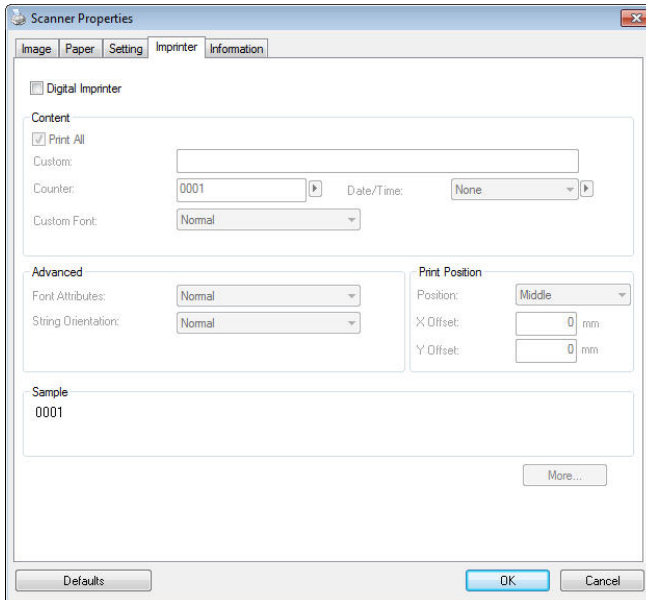 Scanner Properties
Image Paper Setting Imprinter Information
Digital Imprinter
Content
Print All
Custom:
Counter: 0001 Date/Time: None
Custom Font: Normal
Advanced
Font Attributes: Normal
String Orientation: Normal
Print Position
Position: Middle
X Offset: 0 mm
Y Offset: 0 mm
Sample
0001
More...
Defaults OK Cancel